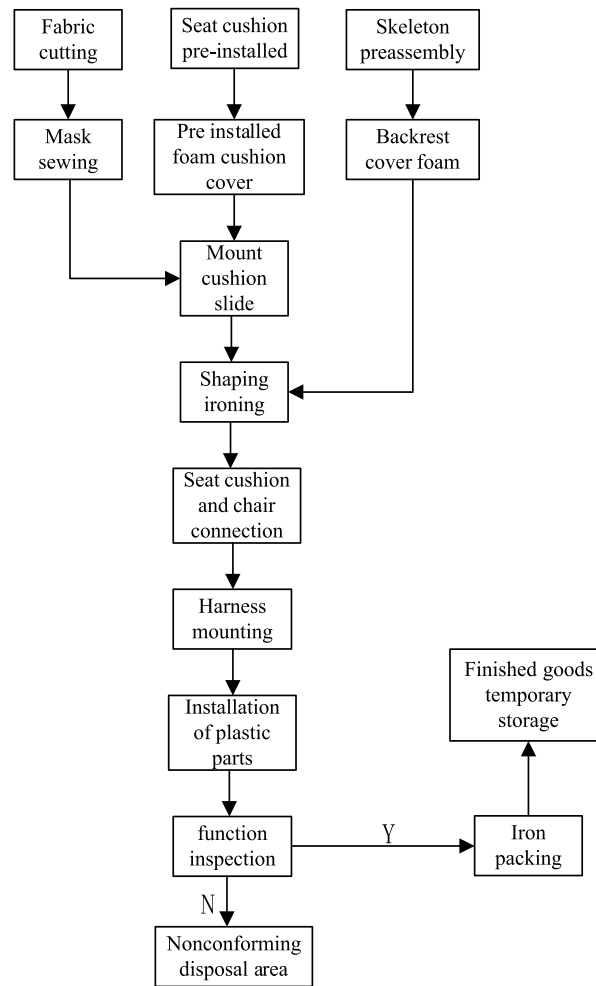 Fabric
cutting
Seat cushion
pre-installed
Skeleton
preassembly
Mask
sewing
Pre installed
foam cushion
cover
Backrest
cover foam
Mount
cushion
slide
Shaping
ironing
Seat cushion
and chair
connection
Harness
mounting
Finished goods
temporary
storage
Installation
of plastic
parts
function
inspection
Y
Iron
packing
N
Nonconforming
disposal area